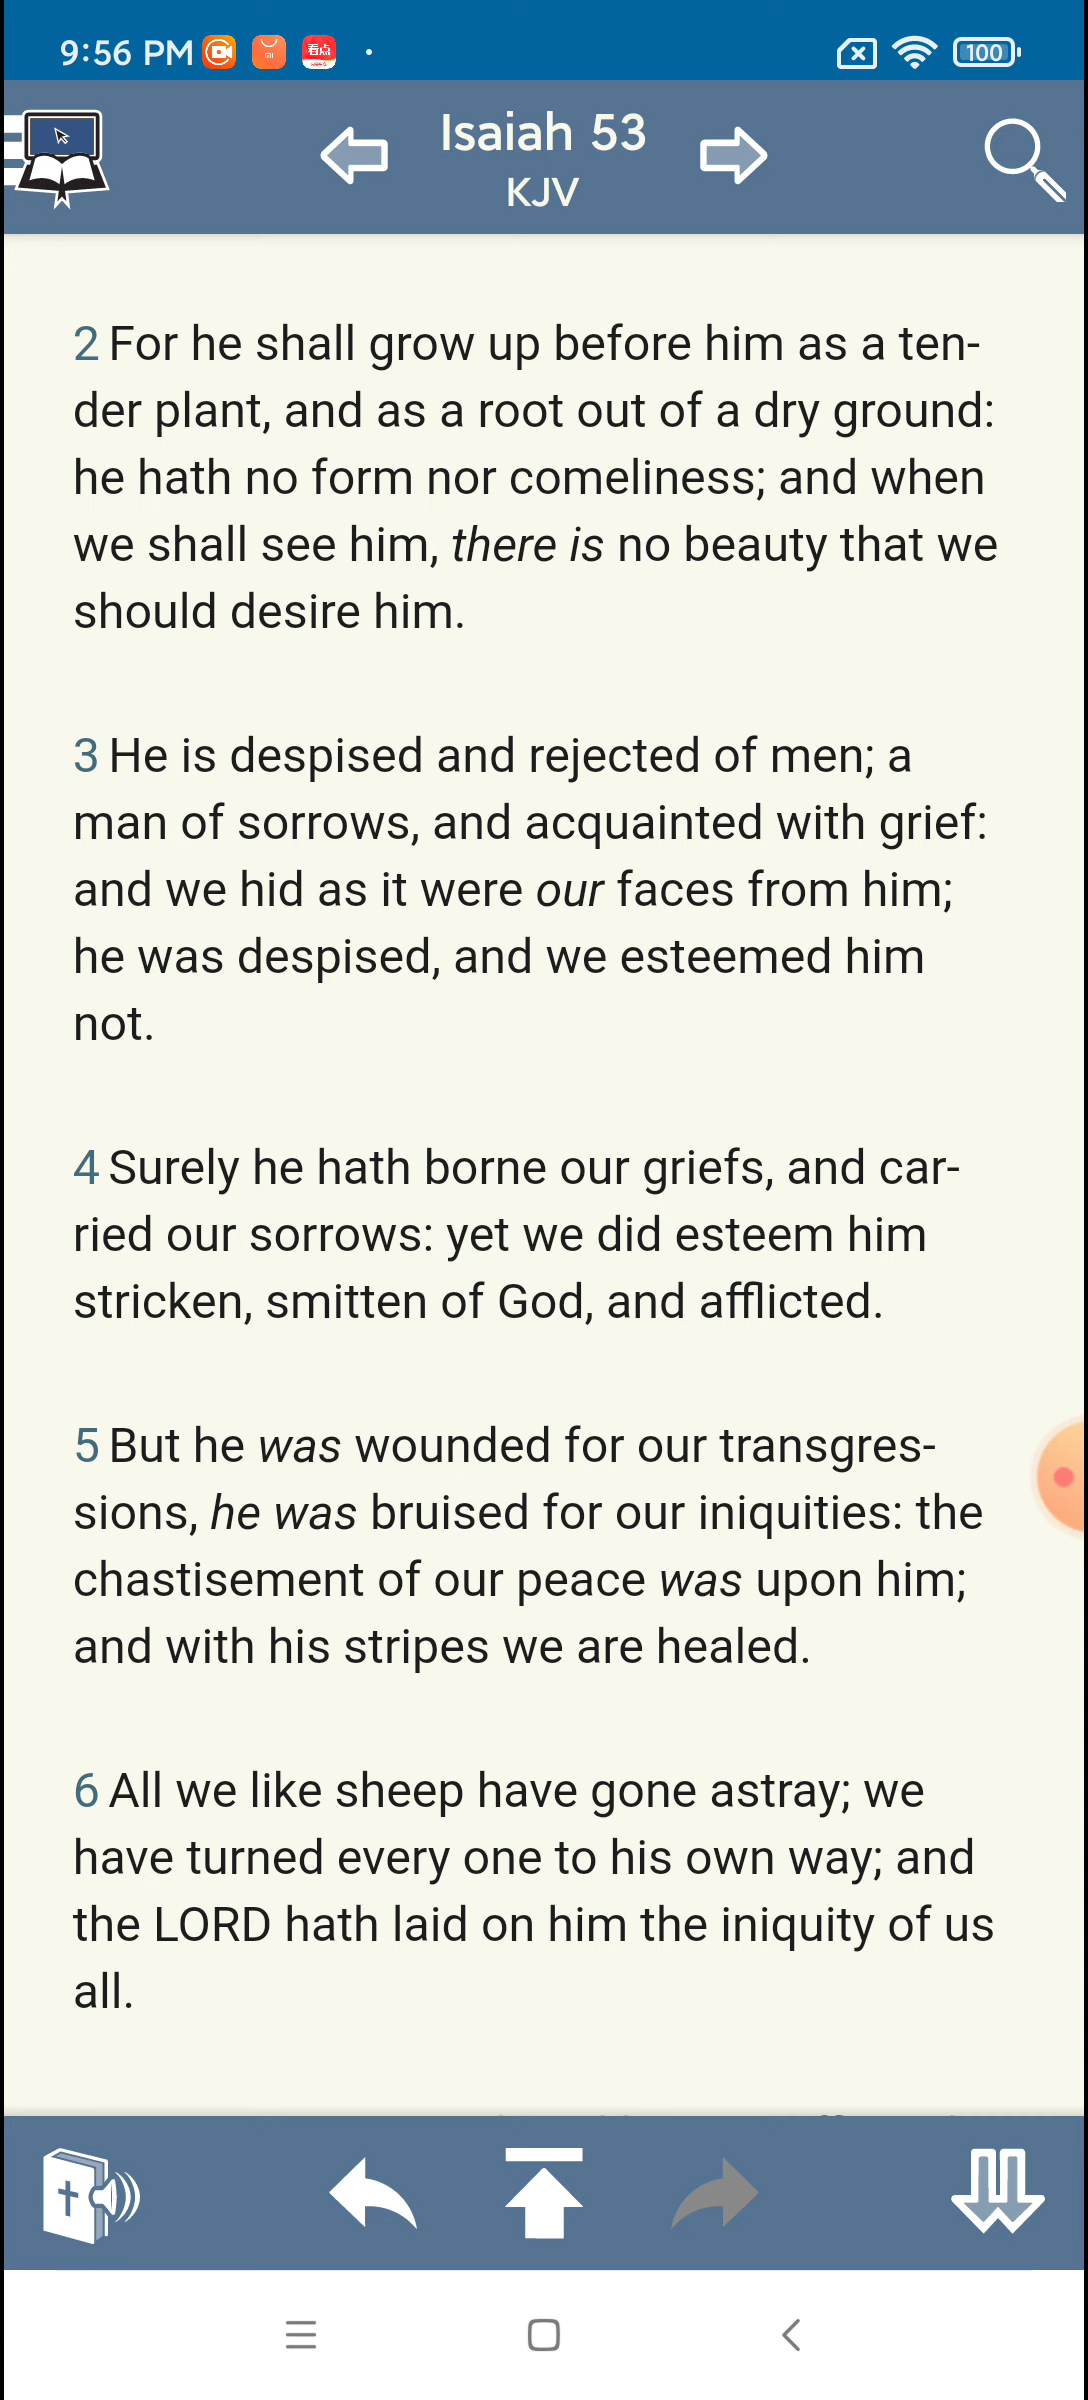 9:56 PM
100
Isaiah 53
KJV
2 For he shall grow up before him as a ten-
der plant, and as a root out of a dry ground:
he hath no form nor comeliness; and when
we shall see him, there is no beauty that we
should desire him.
3 He is despised and rejected of men; a
man of sorrows, and acquainted with grief:
and we hid as it were our faces from him;
he was despised, and we esteemed him
not.
4 Surely he hath borne our griefs, and car-
ried our sorrows: yet we did esteem him
stricken, smitten of God, and afflicted.
5 But he was wounded for our transgres-
sions, he was bruised for our iniquities: the
chastisement of our peace was upon him;
and with his stripes we are healed.
6 All we like sheep have gone astray; we
have turned every one to his own way; and
the LORD hath laid on him the iniquity of us
all.